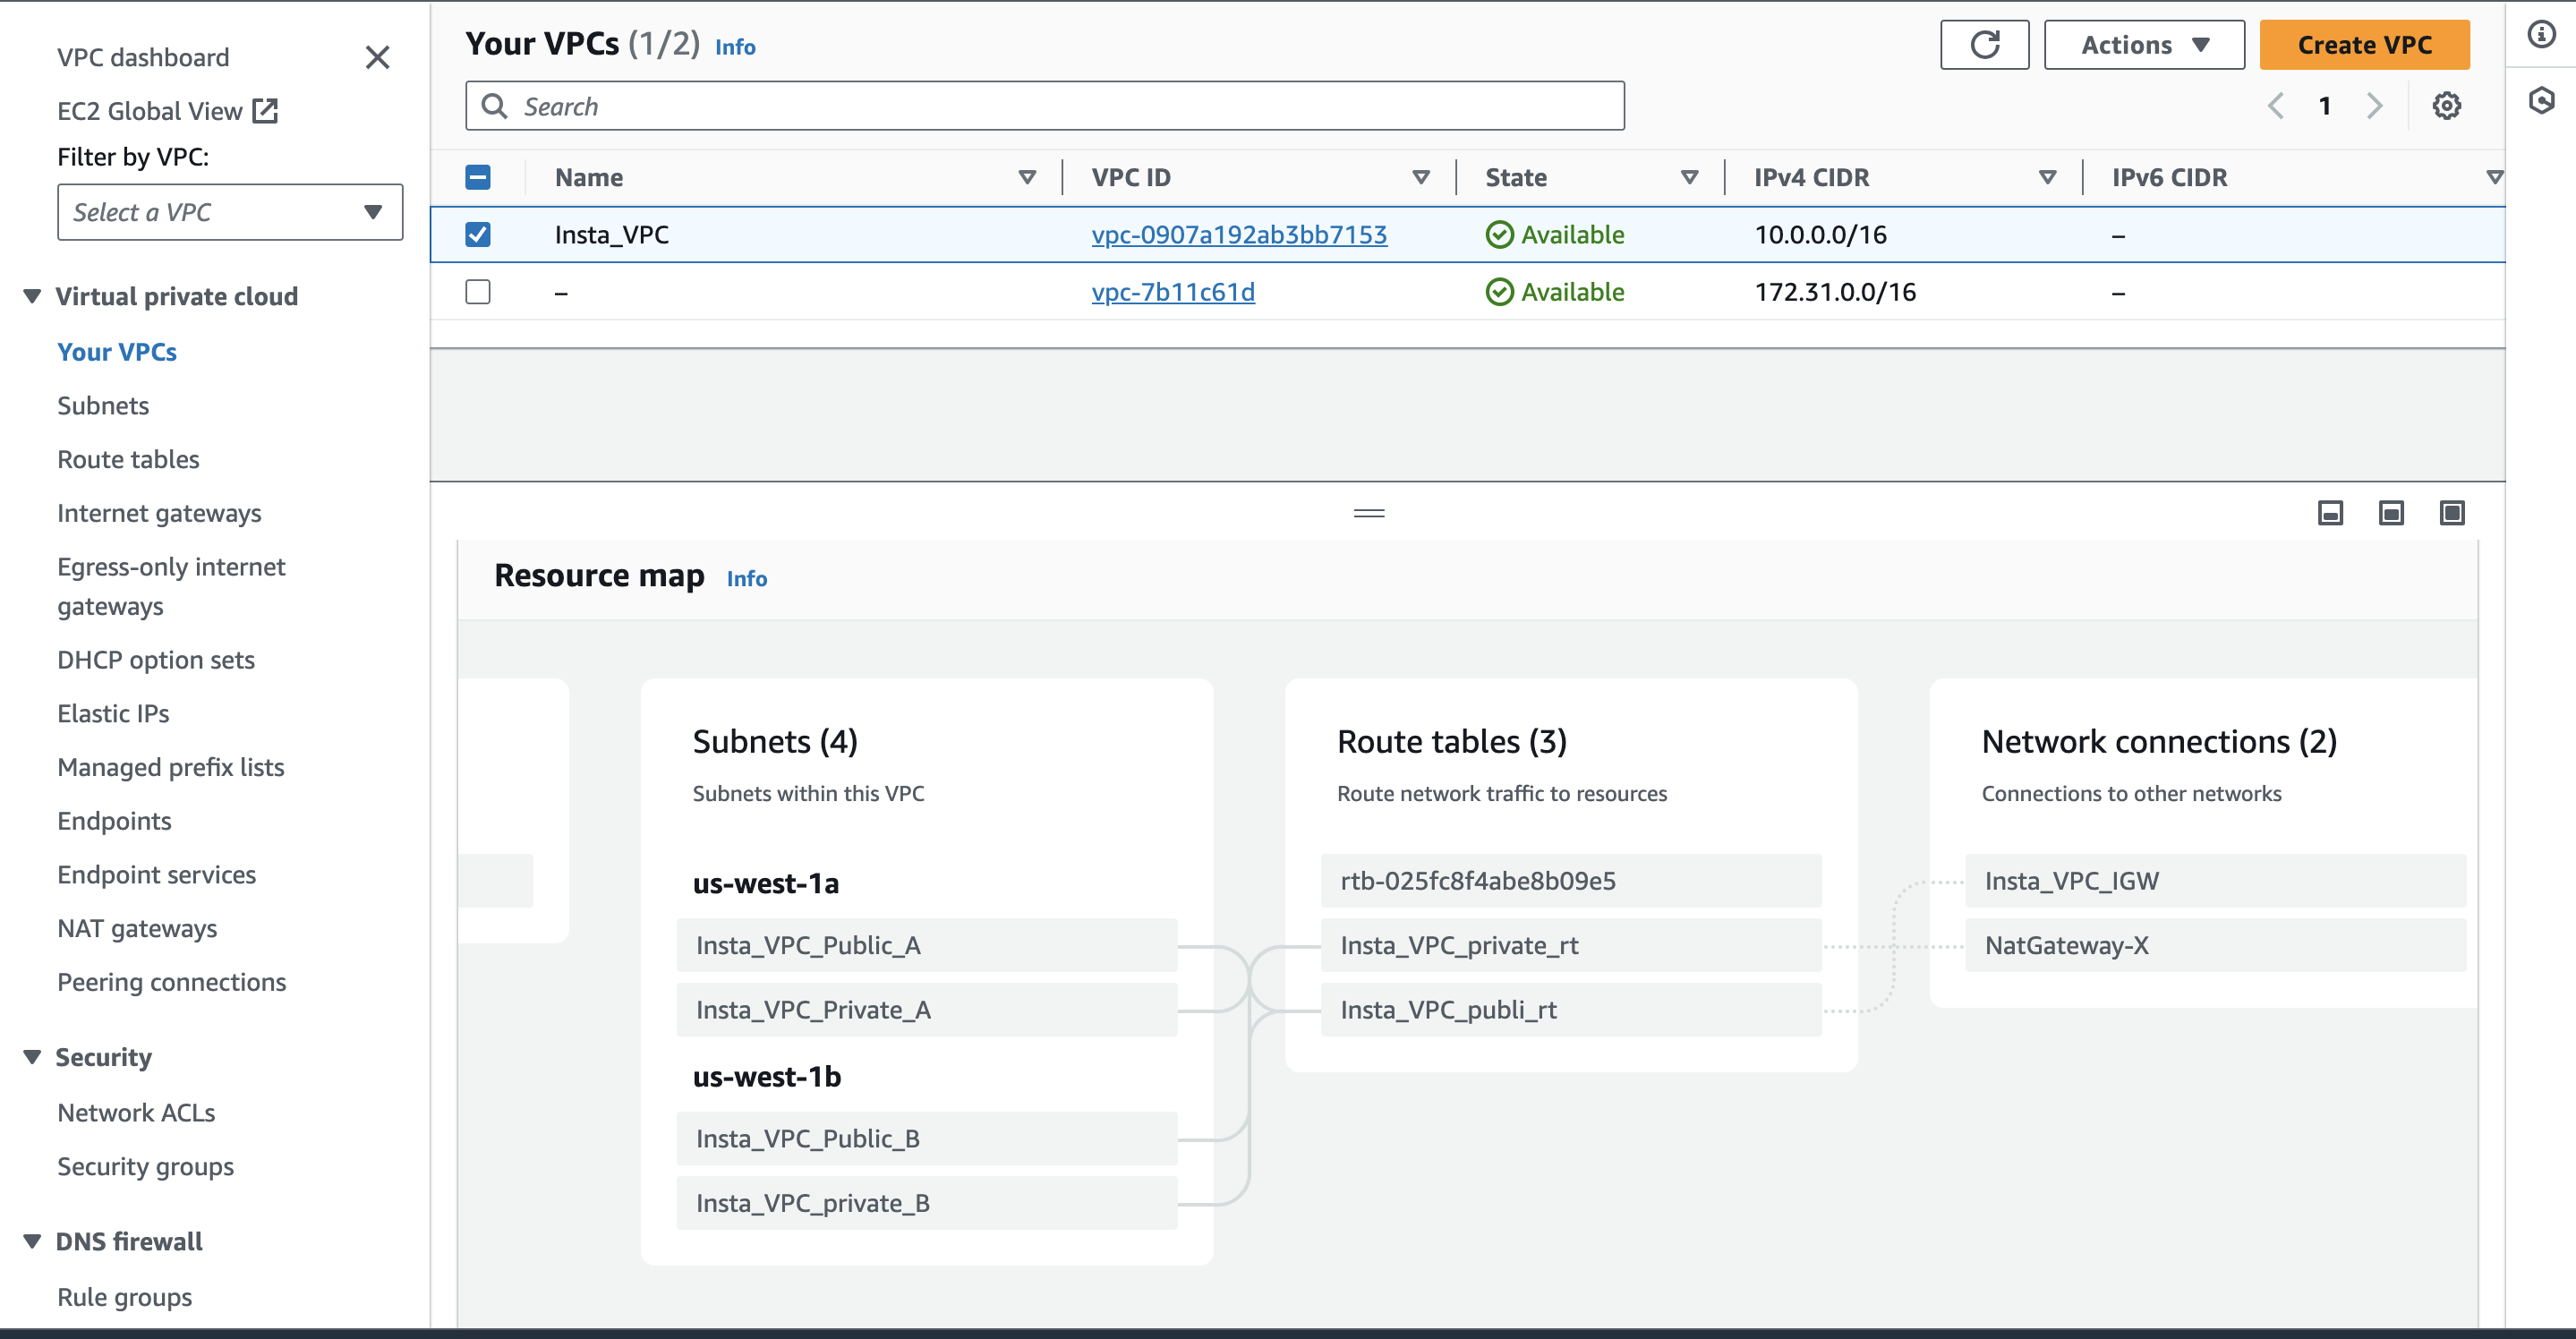 VPC dashboard
EC2 Global View
Filter by VPC:
Select a VPC
Virtual private cloud
Your VPCs
Subnets
Route tables
Internet gateways
Egress-only internet
gateways
DHCP option sets
Elastic IPs
Managed prefix lists
Endpoints
Endpoint services
NAT gateways
Peering connections
Security
Network ACLs
Security groups
DNS firewall
Rule groups
Your VPCs (1/2) Info
Actions
Create VPC
Search
1
Name VPC ID State IPv4 CIDR IPv6 CIDR
Insta_VPC vpc-0907a192ab3bb7153 Available 10.0.0.0/16 –
– vpc-7b11c61d Available 172.31.0.0/16 –
Resource map Info
Subnets (4)
Subnets within this VPC
us-west-1a
Insta_VPC_Public_A
Insta_VPC_Private_A
us-west-1b
Insta_VPC_Public_B
Insta_VPC_private_B
Route tables (3)
Route network traffic to resources
rtb-025fc8f4abe8b09e5
Insta_VPC_private_rt
Insta_VPC_publi_rt
Network connections (2)
Connections to other networks
Insta_VPC_IGW
NatGateway-X